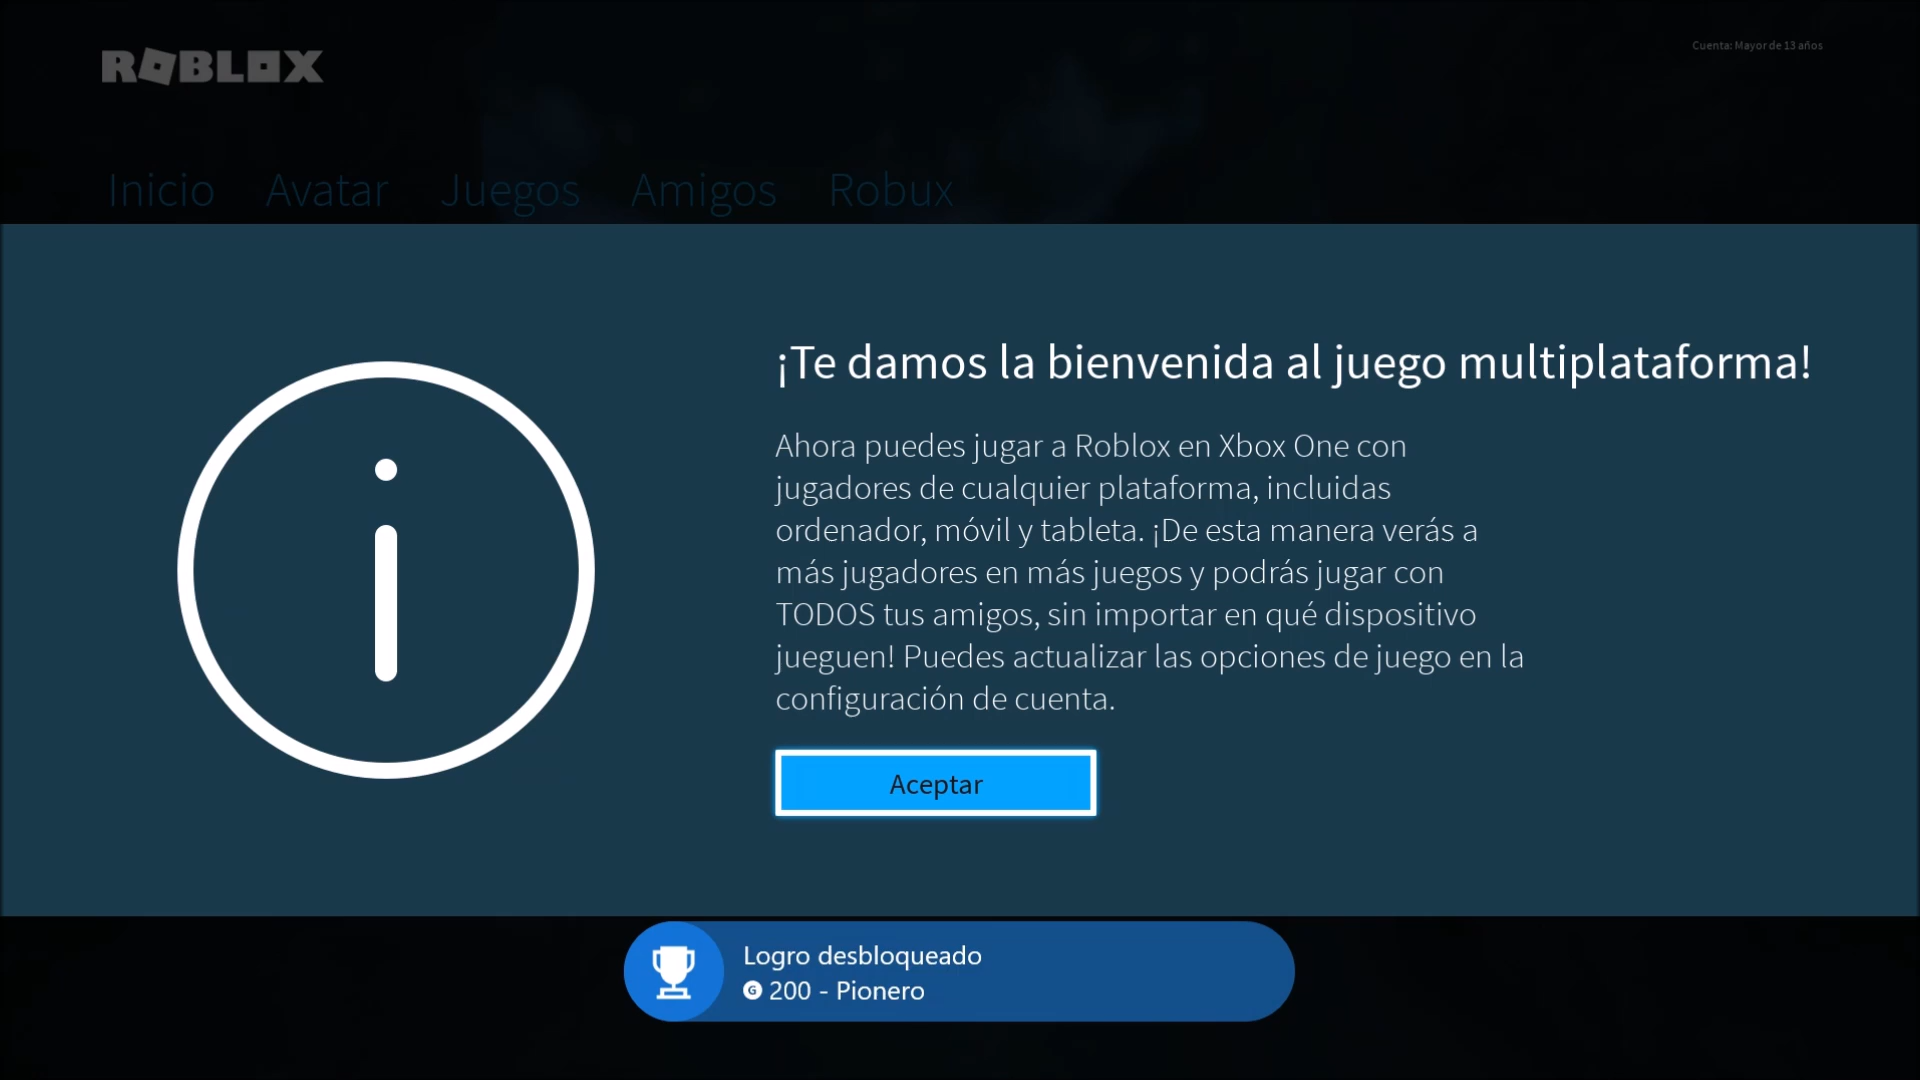 ROBLOX
Cuenta: Mayor de 13 años
Inicio Avatar Juegos Amigos Robux
¡Te damos la bienvenida al juego multiplataforma!
Ahora puedes jugar a Roblox en Xbox One con
jugadores de cualquier plataforma, incluidas
ordenador, móvil y tableta. ¡De esta manera verás a
más jugadores en más juegos y podrás jugar con
TODOS tus amigos, sin importar en qué dispositivo
jueguen! Puedes actualizar las opciones de juego en la
configuración de cuenta.
Aceptar
Logro desbloqueado
G 200 - Pionero